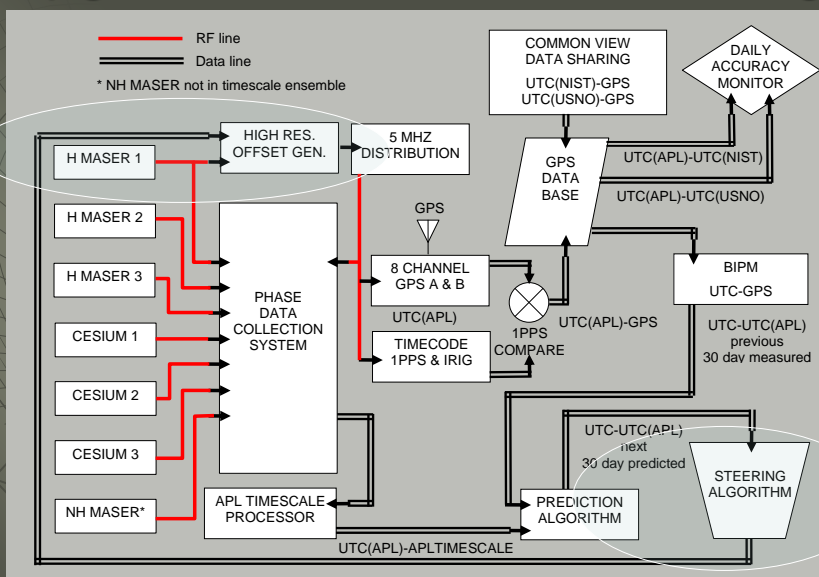 RF line
Data line
* NH MASER not in timescale ensemble
COMMON VIEW
DATA SHARING
UTC(NIST)-GPS
UTC(USNO)-GPS
DAILY
ACCURACY
MONITOR
H MASER 1
HIGH RES.
OFFSET GEN.
5 MHZ
DISTRIBUTION
GPS
DATA
BASE
UTC(APL)-UTC(NIST)
UTC(APL)-UTC(USNO)
H MASER 2
H MASER 3
CESIUM 1
CESIUM 2
CESIUM 3
NH MASER*
PHASE
DATA
COLLECTION
SYSTEM
GPS
8 CHANNEL
GPS A & B
UTC(APL)
TIMECODE
1PPS & IRIG
1PPS
COMPARE
UTC(APL)-GPS
BIPM
UTC-GPS
UTC-UTC(APL)
previous
30 day measured
UTC-UTC(APL)
next
30 day predicted
STEERING
ALGORITHM
APL TIMESCALE
PROCESSOR
PREDICTION
ALGORITHM
UTC(APL)-APLTIMESCALE